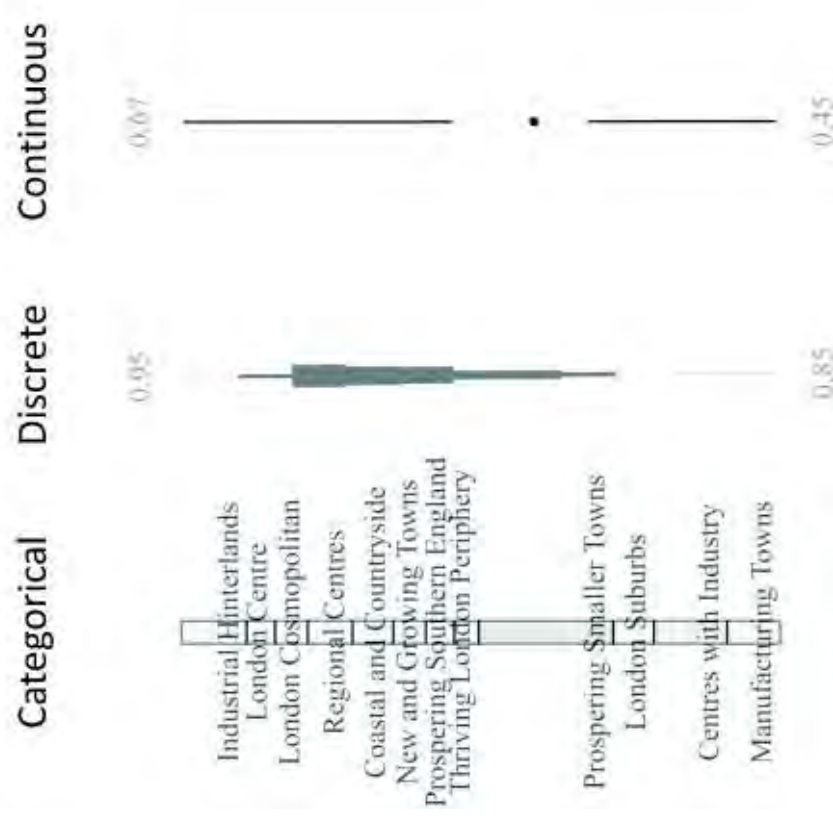 Categorical
Industrial Hinterlands
London Centre
London Cosmopolitan
Regional Centres
Coastal and Countryside
New and Growing Towns
Prospering Southern England
Thriving London Periphery
Prospering Smaller Towns
London Suburbs
Centres with Industry
Manufacturing Towns
Discrete
0.95
0.85
Continuous
0.67
0.45